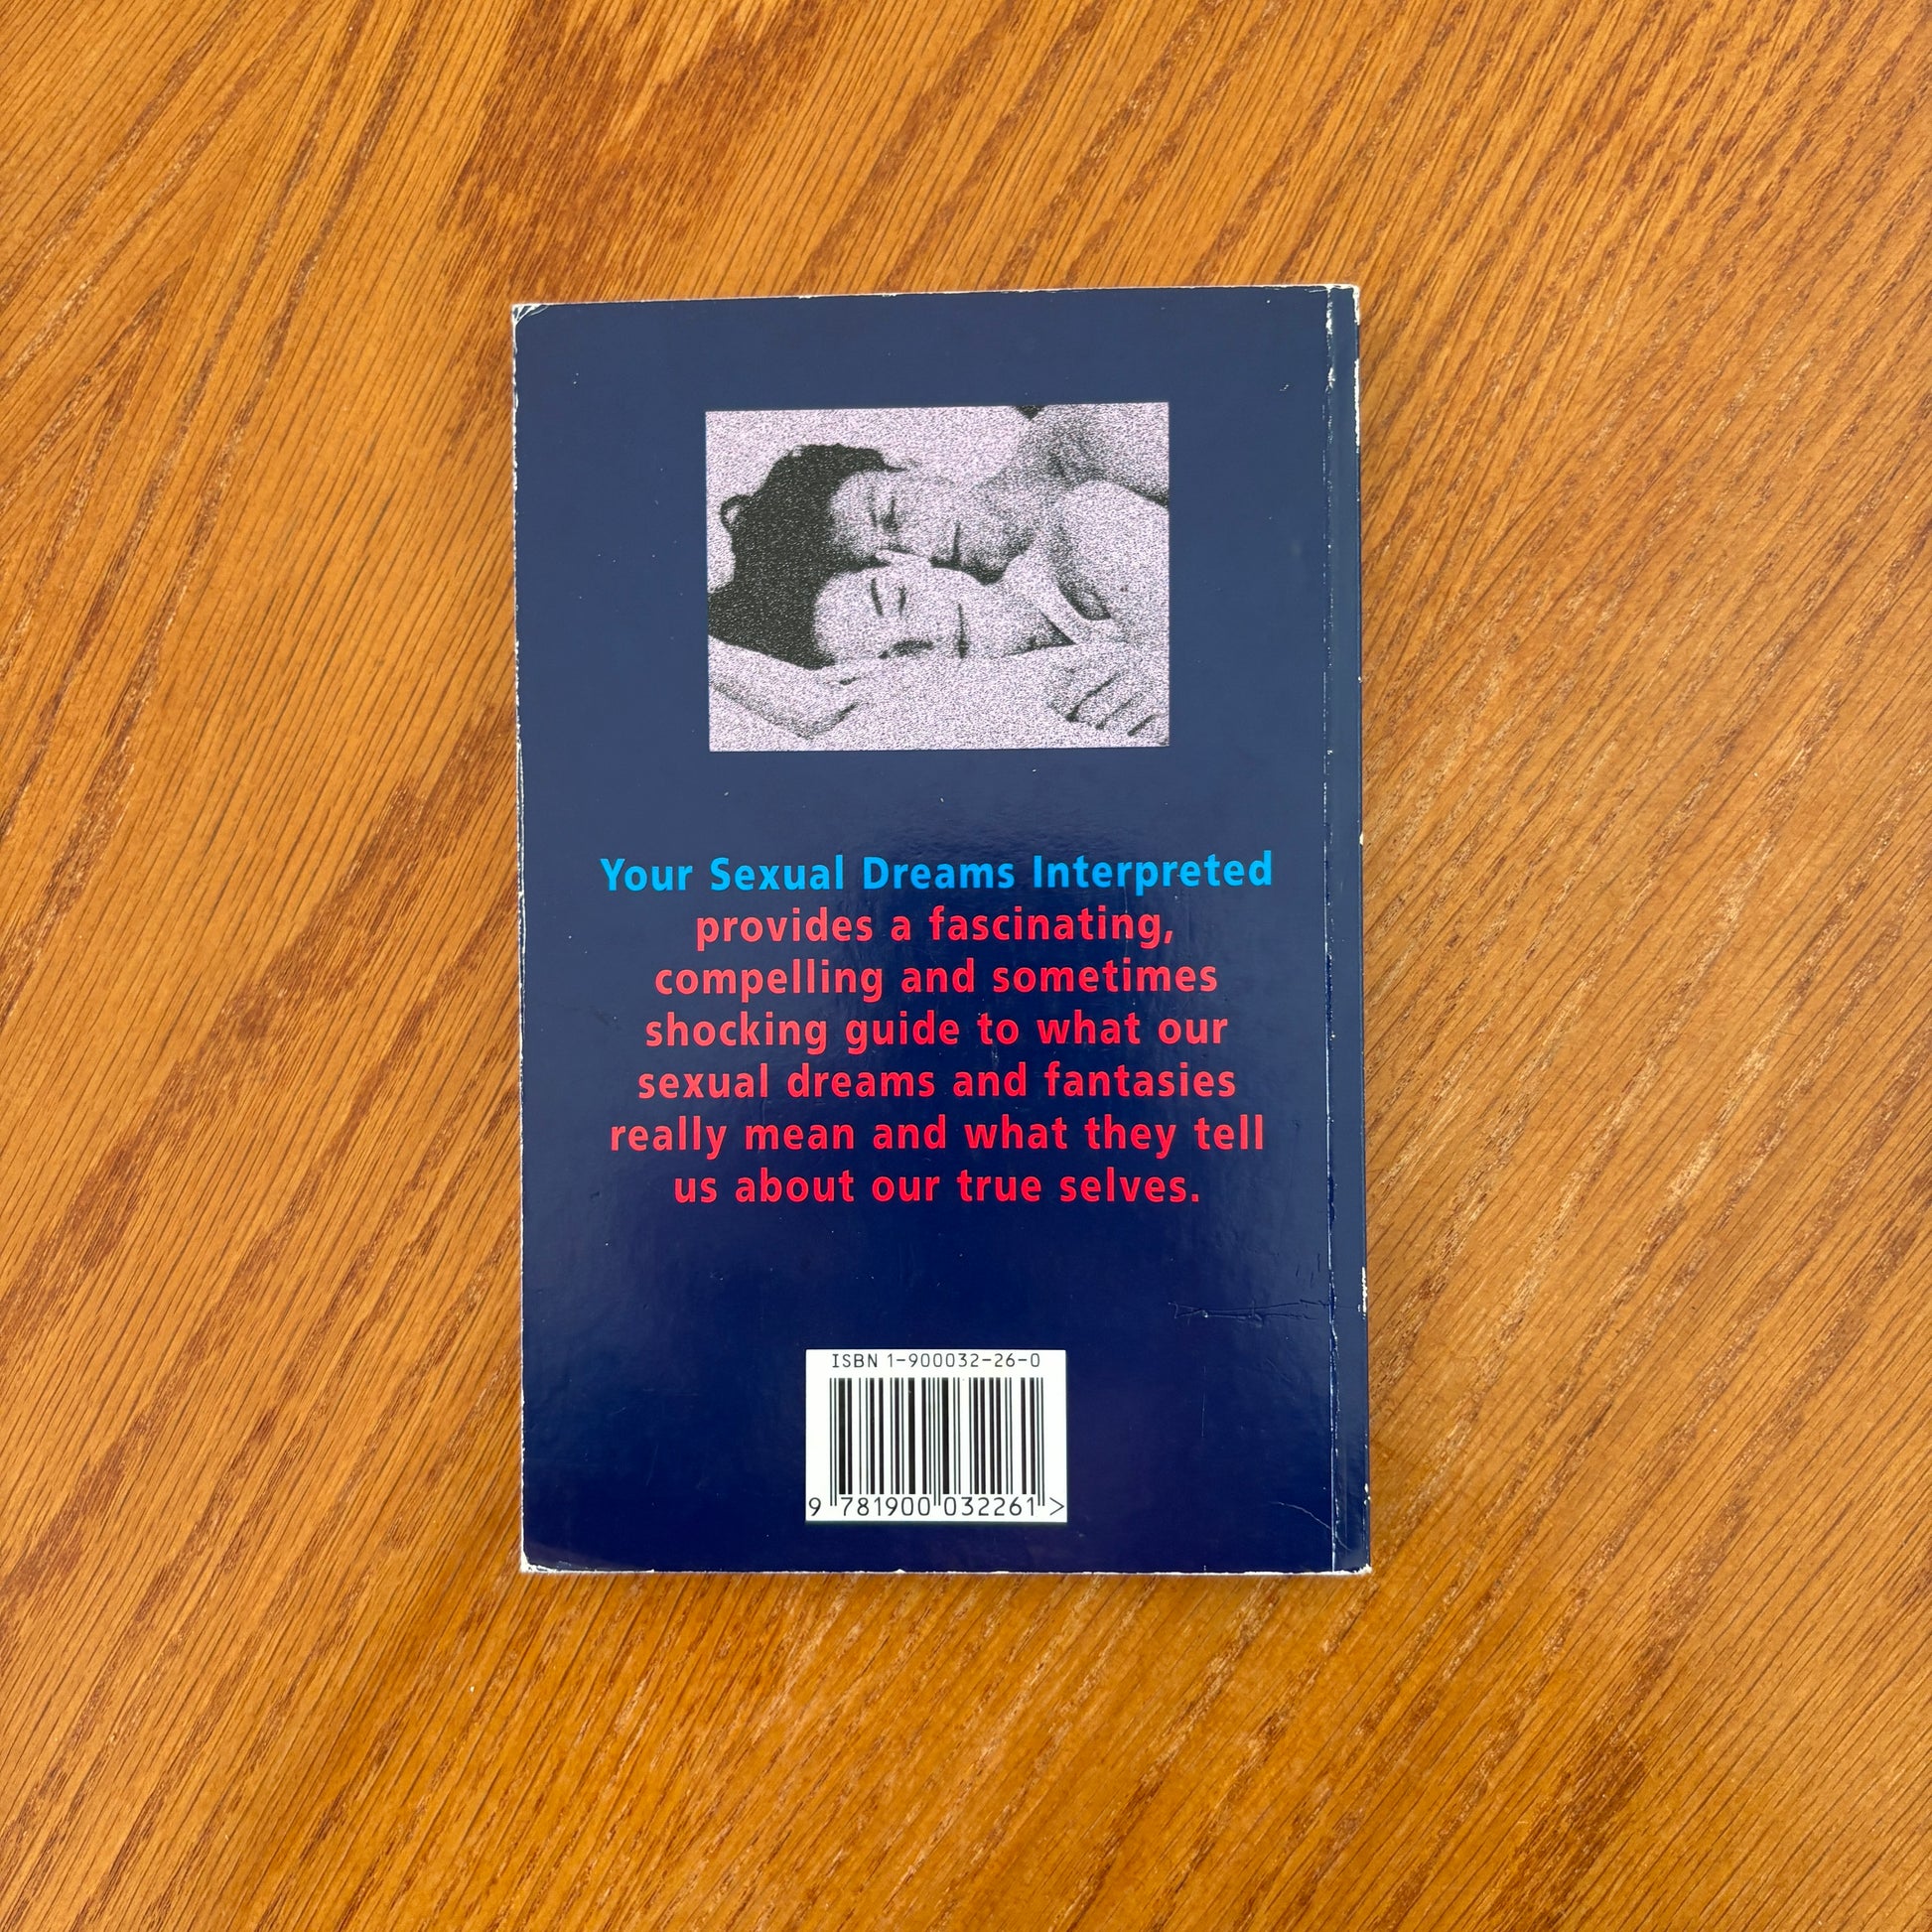 Your Sexual Dreams Interpreted
provides a fascinating,
compelling and sometimes
shocking guide to what our
sexual dreams and fantasies
really mean and what they tell
us about our true selves.
ISBN 1-900032-26-0
9 781900 032261 >